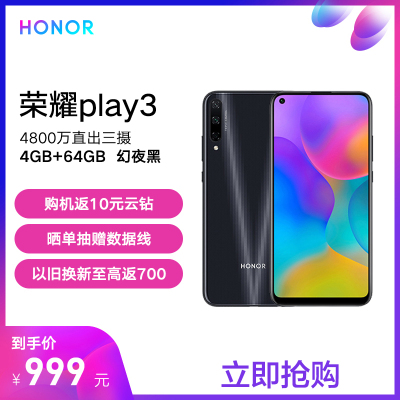 HONOR
荣耀play3
4800万直出三摄
4GB+64GB 幻夜黑
购机返10元云钻
晒单抽赠数据线
以旧换新至高返700
HONOR
到手价
¥999元
立即抢购